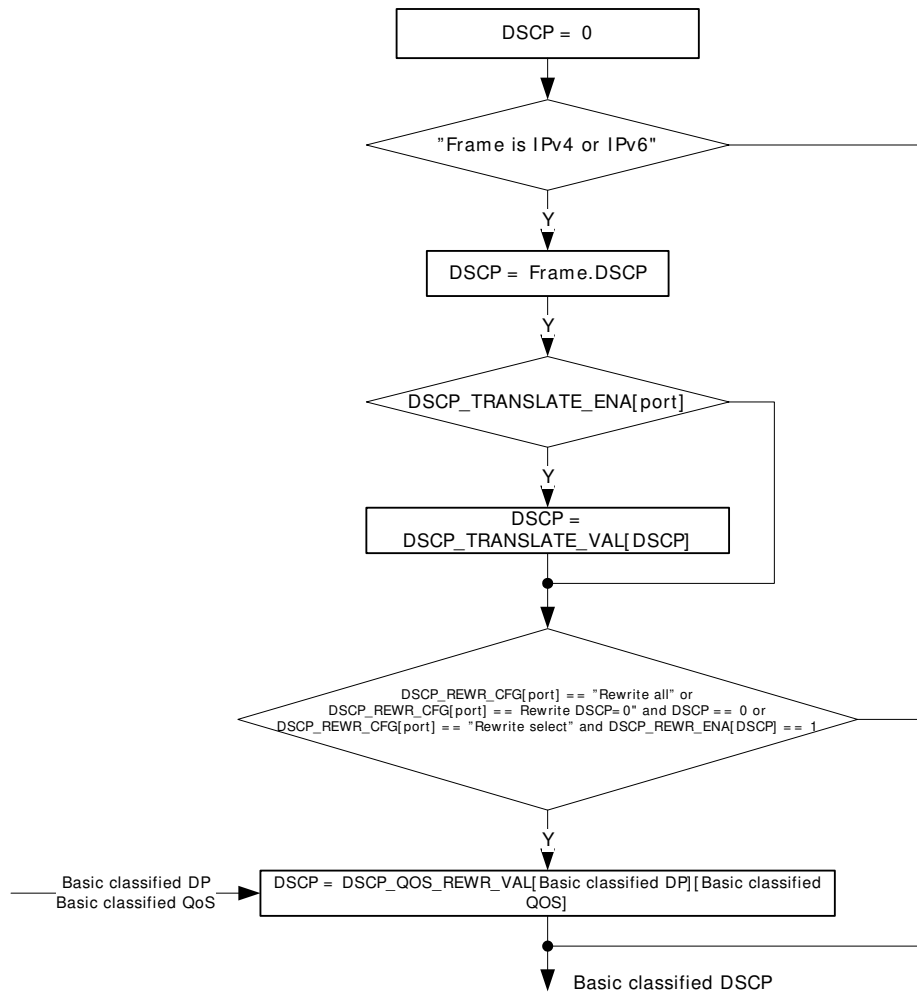 DSCP = 0
"Frame is IPv4 or IPv6"
Y
DSCP = Frame.DSCP
Y
DSCP_TRANSLATE_ENA[port]
Y
DSCP =
DSCP_TRANSLATE_VAL[DSCP]
DSCP_REWR_CFG[port] == "Rewrite all" or
DSCP_REWR_CFG[port] == Rewrite DSCP=0" and DSCP == 0 or
DSCP_REWR_CFG[port] == "Rewrite select" and DSCP_REWR_ENA[DSCP] == 1
Y
Basic classified DP
Basic classified QoS
DSCP = DSCP_QOS_REWR_VAL[Basic classified DP][Basic classified
QOS]
Basic classified DSCP